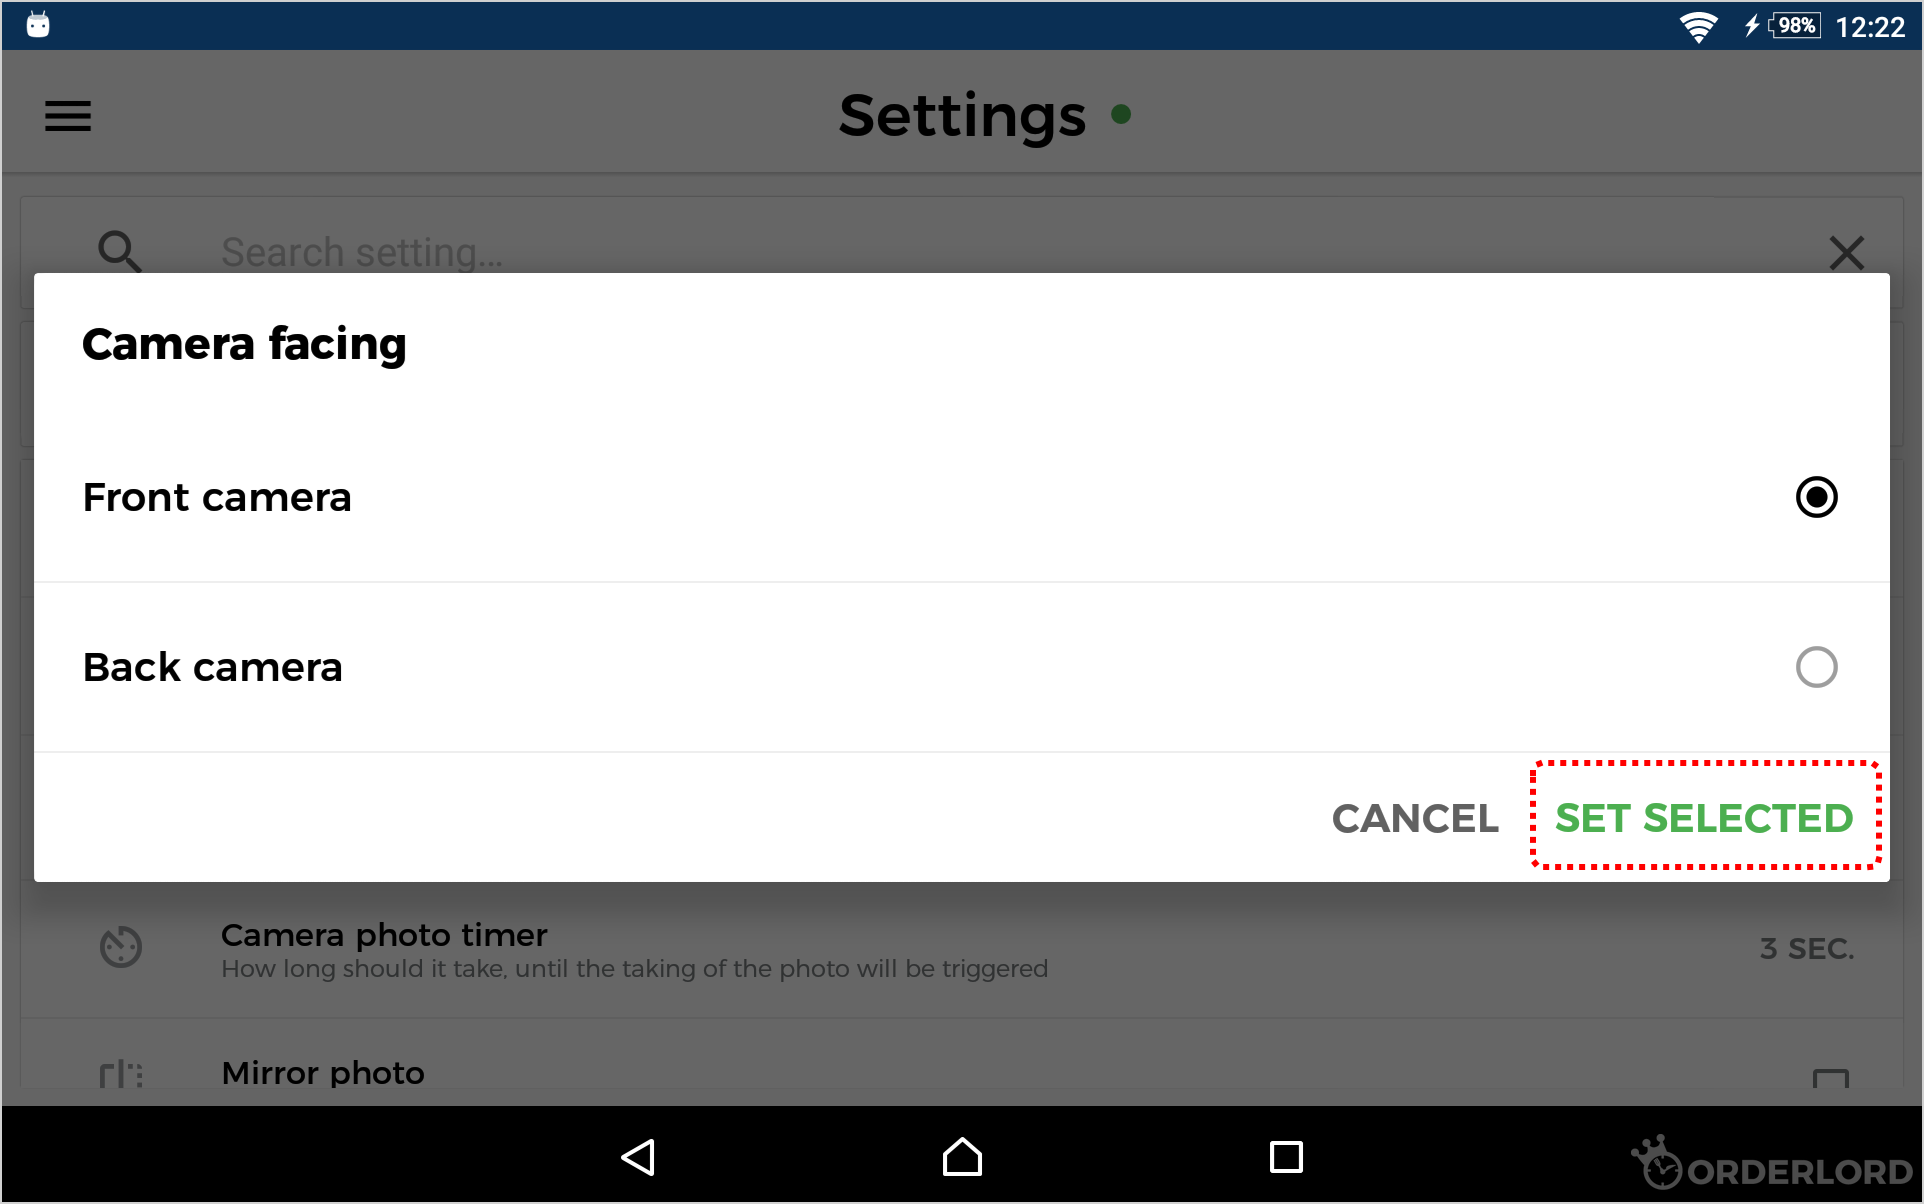 98% 12:22
Settings
Search setting...
Camera facing
Front camera
Back camera
CANCEL SET SELECTED
Camera photo timer
How long should it take, until the taking of the photo will be triggered
3 SEC.
Mirror photo
ORDERLORD